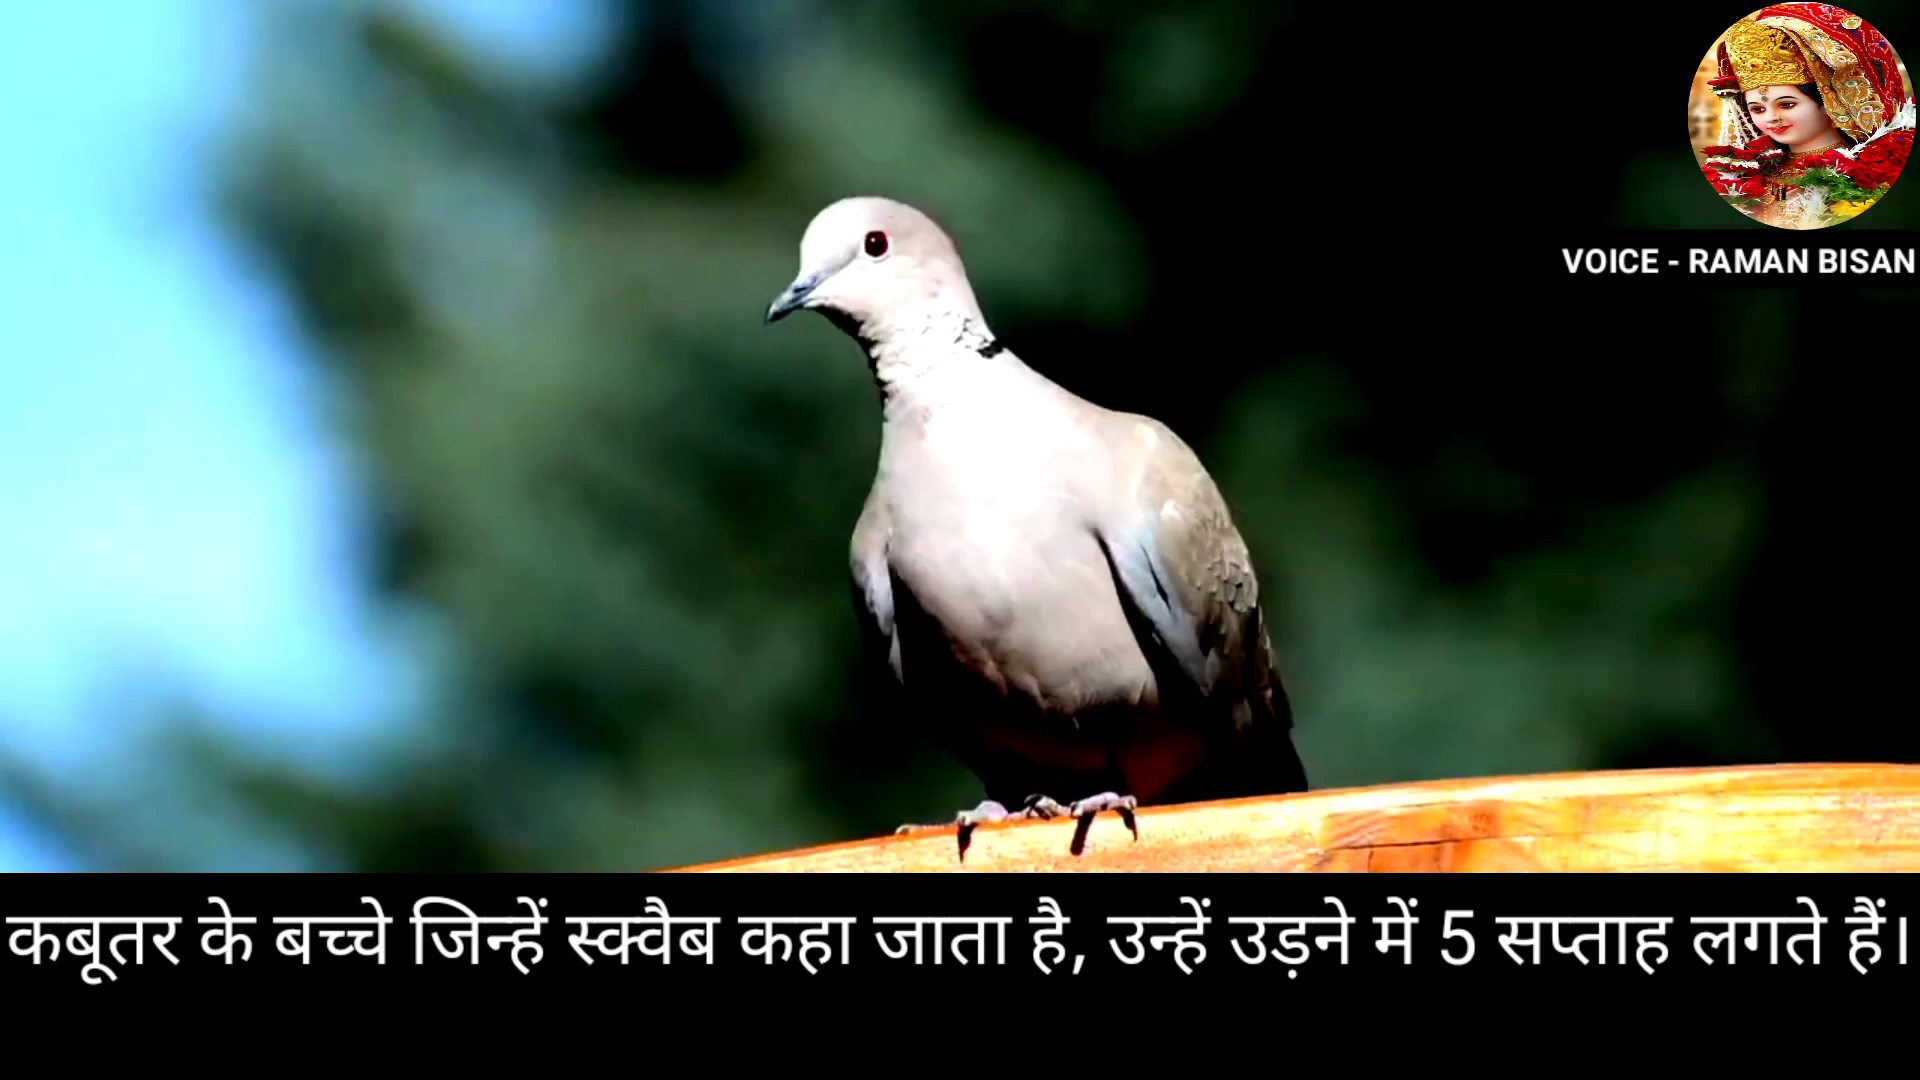 VOICE - RAMAN BISAN
कबूतर के बच्चे जिन्हें स्क्वैब कहा जाता है, उन्हें उड़ने में 5 सप्ताह लगते हैं।